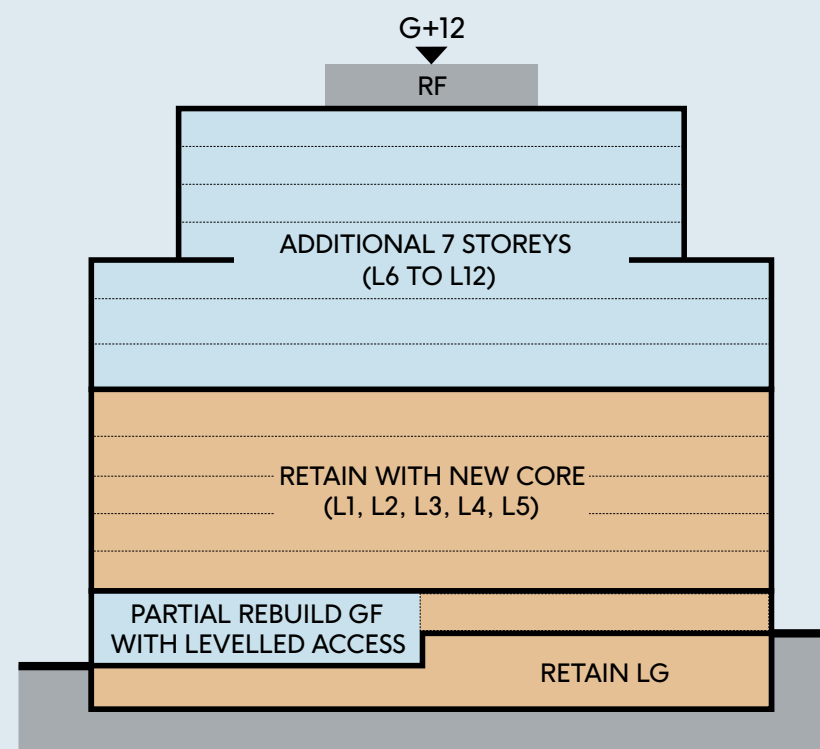 G+12
RF
ADDITIONAL 7 STOREYS
(L6 TO L12)
RETAIN WITH NEW CORE
(L1, L2, L3, L4, L5)
PARTIAL REBUILD GF
WITH LEVELLED ACCESS
RETAIN LG